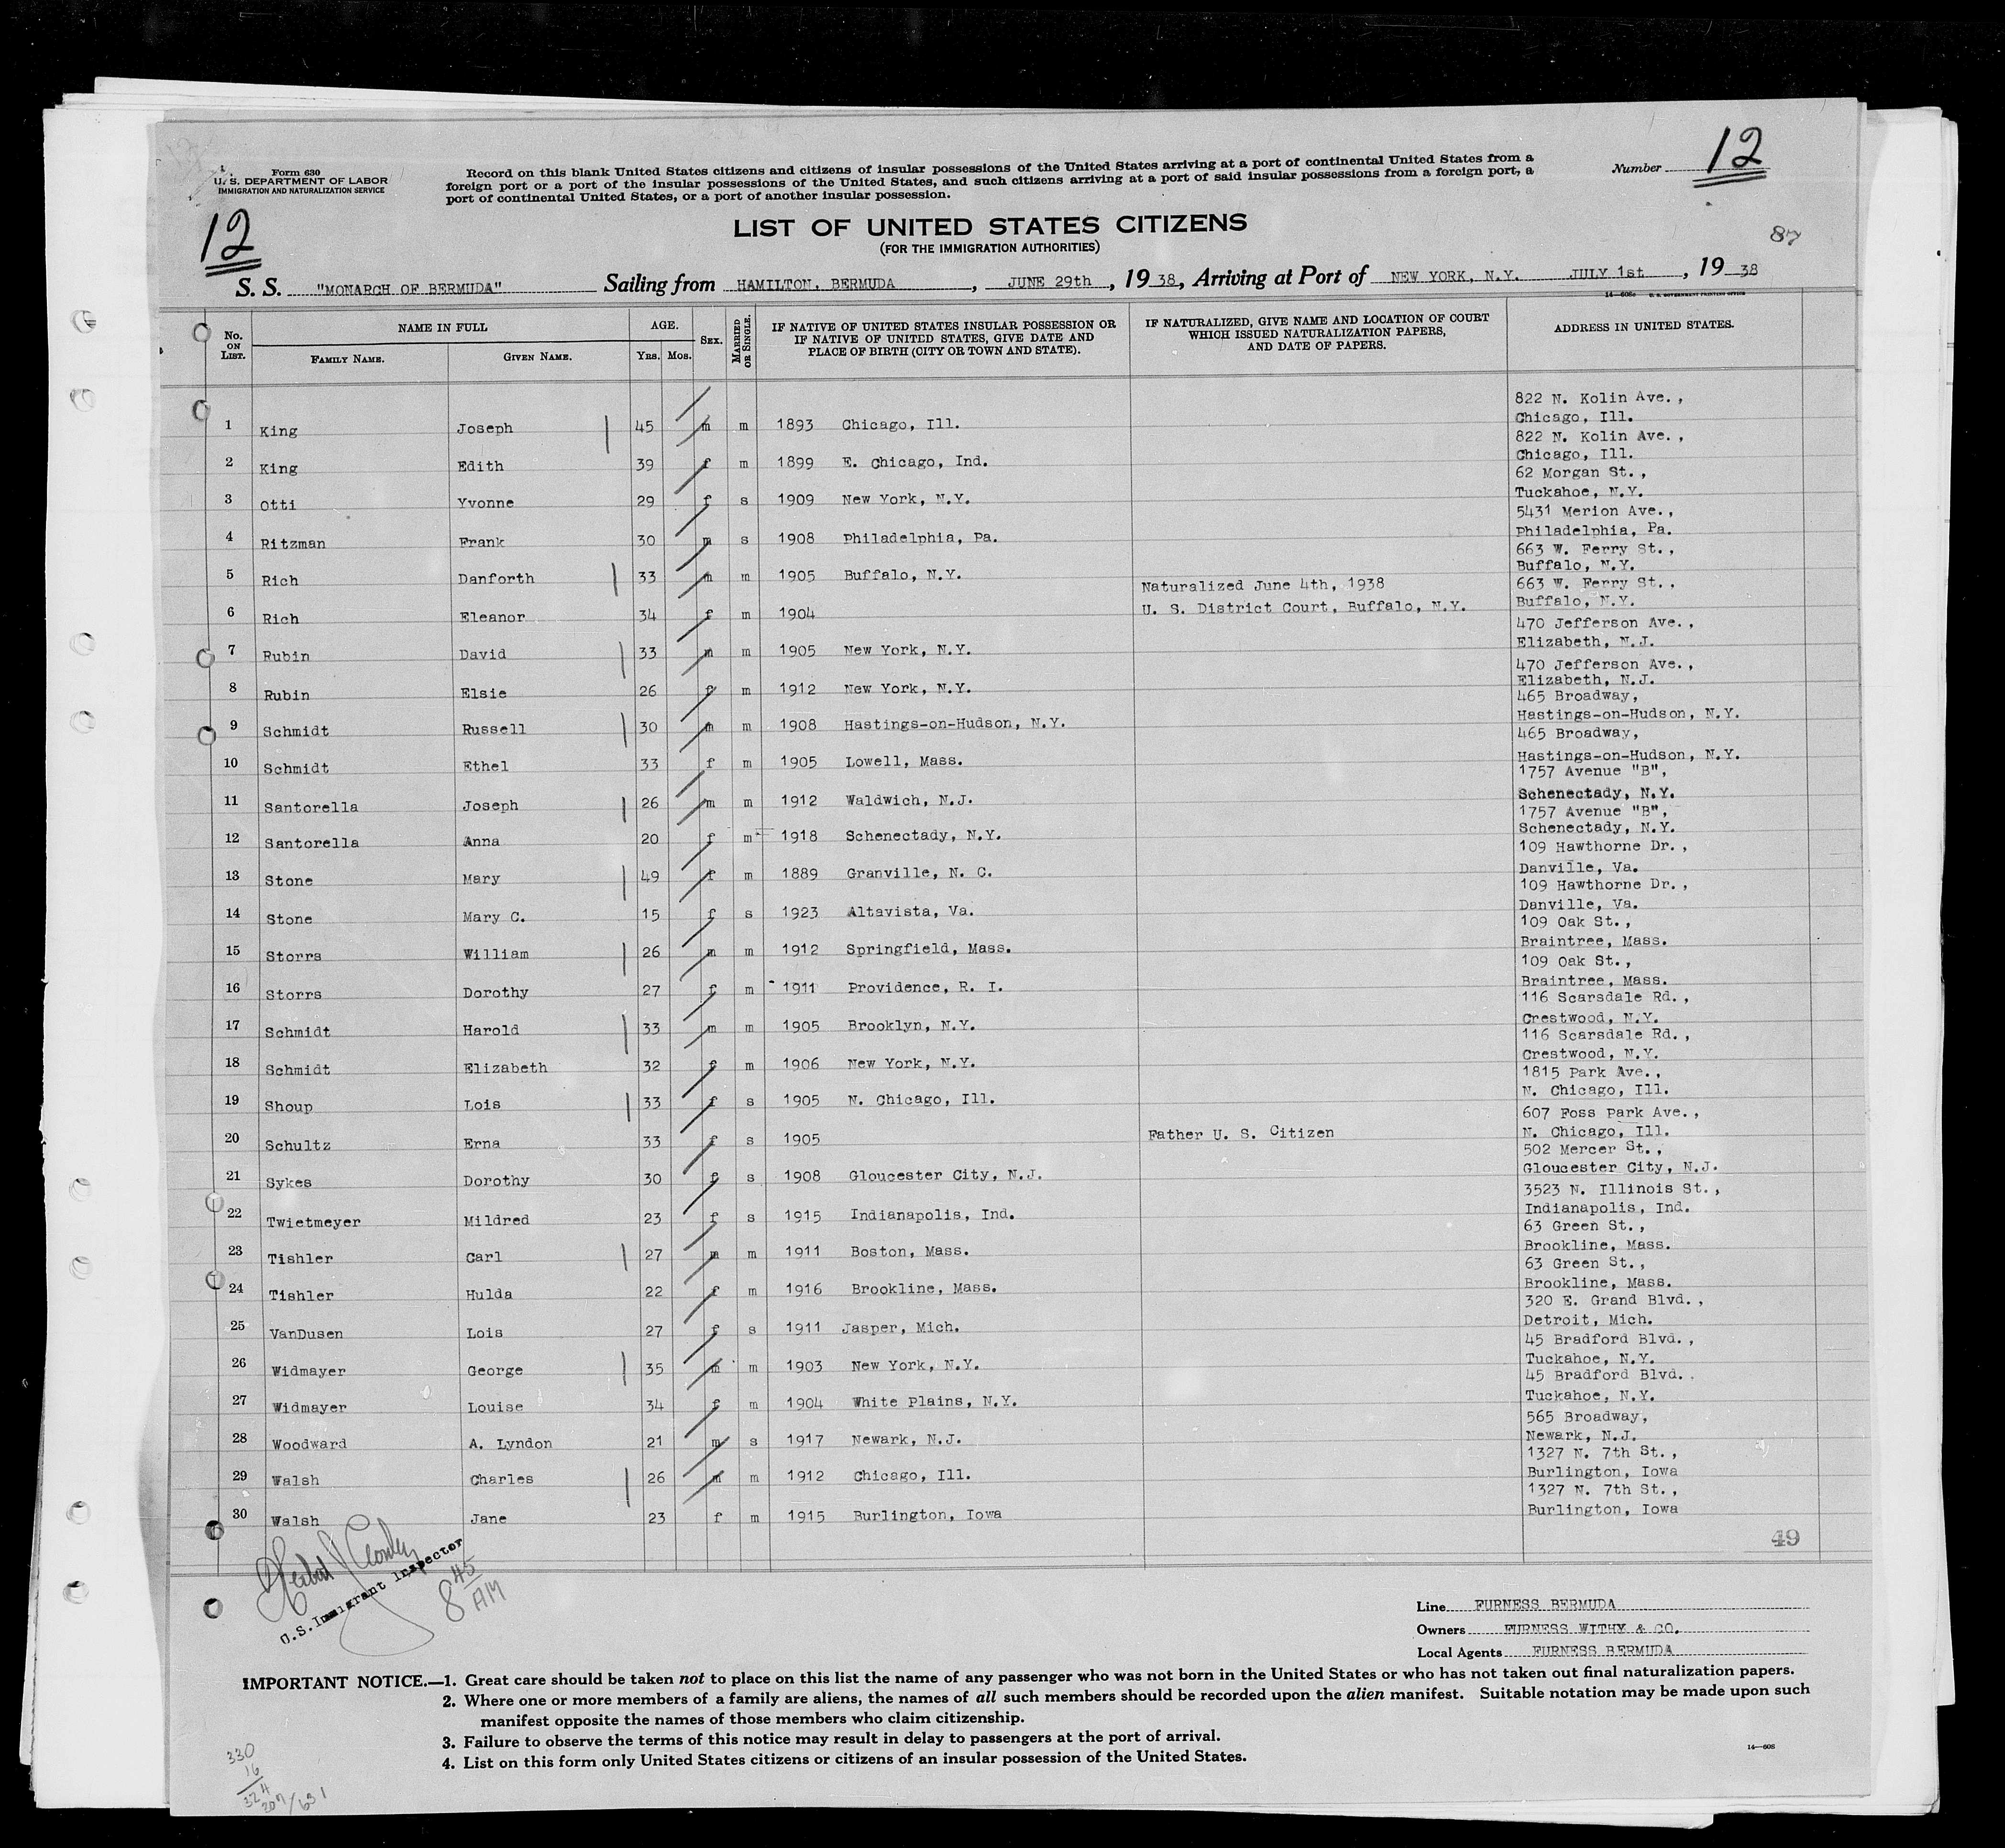 Form 630
U. S. DEPARTMENT OF LABOR
IMMIGRATION AND NATURALIZATION SERVICE
Record on this blank United States citizens and citizens of insular possessions of the United States arriving at a port of continental United States from a
foreign port or a port of the insular possessions of the United States, and such citizens arriving at a port of said insular possessions from a foreign port, a
port of continental United States, or a port of another insular possession.
Number 12
12
LIST OF UNITED STATES CITIZENS
(FOR THE IMMIGRATION AUTHORITIES)
87
S. S. "MONARCH OF BERMUDA" Sailing from HAMILTON, BERMUDA, JUNE 29th, 1938, Arriving at Port of NEW YORK, N.Y. JULY 1st, 1938
14—608c U. S. GOVERNMENT PRINTING OFFICE
No. ON LIST. NAME IN FULL FAMILY NAME. GIVEN NAME. AGE. YRS. MOS. SEX. MARRIED OR SINGLE. IF NATIVE OF UNITED STATES INSULAR POSSESSION OR IF NATIVE OF UNITED STATES, GIVE DATE AND PLACE OF BIRTH (CITY OR TOWN AND STATE). IF NATURALIZED, GIVE NAME AND LOCATION OF COURT WHICH ISSUED NATURALIZATION PAPERS, AND DATE OF PAPERS. ADDRESS IN UNITED STATES.
822 N. Kolin Ave.,
1 King Joseph 45 m m 1893 Chicago, Ill. Chicago, Ill.
822 N. Kolin Ave.,
2 King Edith 39 f m 1899 E. Chicago, Ind. Chicago, Ill.
62 Morgan St.,
3 Otti Yvonne 29 f s 1909 New York, N.Y. Tuckahoe, N.Y.
5431 Merion Ave.,
4 Ritzman Frank 30 m s 1908 Philadelphia, Pa. Philadelphia, Pa.
663 W. Ferry St.,
5 Rich Danforth 33 m m 1905 Buffalo, N.Y. Buffalo, N.Y.
Naturalized June 4th, 1938 663 W. Ferry St.,
6 Rich Eleanor 34 f m 1904 U. S. District Court, Buffalo, N.Y. Buffalo, N.Y.
470 Jefferson Ave.,
7 Rubin David 33 m m 1905 New York, N.Y. Elizabeth, N.J.
470 Jefferson Ave.,
8 Rubin Elsie 26 f m 1912 New York, N.Y. Elizabeth, N.J.
465 Broadway,
9 Schmidt Russell 30 m m 1908 Hastings-on-Hudson, N.Y. Hastings-on-Hudson, N.Y.
465 Broadway,
10 Schmidt Ethel 33 f m 1905 Lowell, Mass. Hastings-on-Hudson, N.Y.
1757 Avenue "B",
11 Santorella Joseph 26 m m 1912 Waldwich, N.J. Schenectady, N.Y.
1757 Avenue "B",
12 Santorella Anna 20 f m 1918 Schenectady, N.Y. Schenectady, N.Y.
109 Hawthorne Dr.,
13 Stone Mary 49 f m 1889 Granville, N. C. Danville, Va.
109 Hawthorne Dr.,
14 Stone Mary C. 15 f s 1923 Altavista, Va. Danville, Va.
109 Oak St.,
15 Storrs William 26 m m 1912 Springfield, Mass. Braintree, Mass.
109 Oak St.,
16 Storrs Dorothy 27 f m 1911 Providence, R. I. Braintree, Mass.
116 Scarsdale Rd.,
17 Schmidt Harold 33 m m 1905 Brooklyn, N.Y. Crestwood, N.Y.
116 Scarsdale Rd.,
18 Schmidt Elizabeth 32 f m 1906 New York, N.Y. Crestwood, N.Y.
1815 Park Ave.,
19 Shoup Lois 33 f s 1905 N. Chicago, Ill. N. Chicago, Ill.
607 Foss Park Ave.,
20 Schultz Erna 33 f s 1905 Father U. S. Citizen N. Chicago, Ill.
502 Mercer St.,
21 Sykes Dorothy 30 f s 1908 Gloucester City, N.J. Gloucester City, N.J.
3523 N. Illinois St.,
22 Twietmeyer Mildred 23 f s 1915 Indianapolis, Ind. Indianapolis, Ind.
63 Green St.,
23 Tishler Carl 27 m m 1911 Boston, Mass. Brookline, Mass.
63 Green St.,
24 Tishler Hulda 22 f m 1916 Brookline, Mass. Brookline, Mass.
320 E. Grand Blvd.,
25 VanDusen Lois 27 f s 1911 Jasper, Mich. Detroit, Mich.
45 Bradford Blvd.,
26 Widmayer George 35 m m 1903 New York, N.Y. Tuckahoe, N.Y.
45 Bradford Blvd.
27 Widmayer Louise 34 f m 1904 White Plains, N.Y. Tuckahoe, N.Y.
565 Broadway,
28 Woodward A. Lyndon 21 m s 1917 Newark, N.J. Newark, N.J.
1327 N. 7th St.,
29 Walsh Charles 26 m m 1912 Chicago, Ill. Burlington, Iowa
1327 N. 7th St.,
30 Walsh Jane 23 f m 1915 Burlington, Iowa Burlington, Iowa
49
U.S. Immigrant Inspector
8 45 AM
Line FURNESS BERMUDA
Owners FURNESS WITHY & CO.
Local Agents FURNESS BERMUDA
IMPORTANT NOTICE.—1. Great care should be taken not to place on this list the name of any passenger who was not born in the United States or who has not taken out final naturalization papers.
2. Where one or more members of a family are aliens, the names of all such members should be recorded upon the alien manifest. Suitable notation may be made upon such
manifest opposite the names of those members who claim citizenship.
3. Failure to observe the terms of this notice may result in delay to passengers at the port of arrival.
4. List on this form only United States citizens or citizens of an insular possession of the United States.
14—608
330
16
324